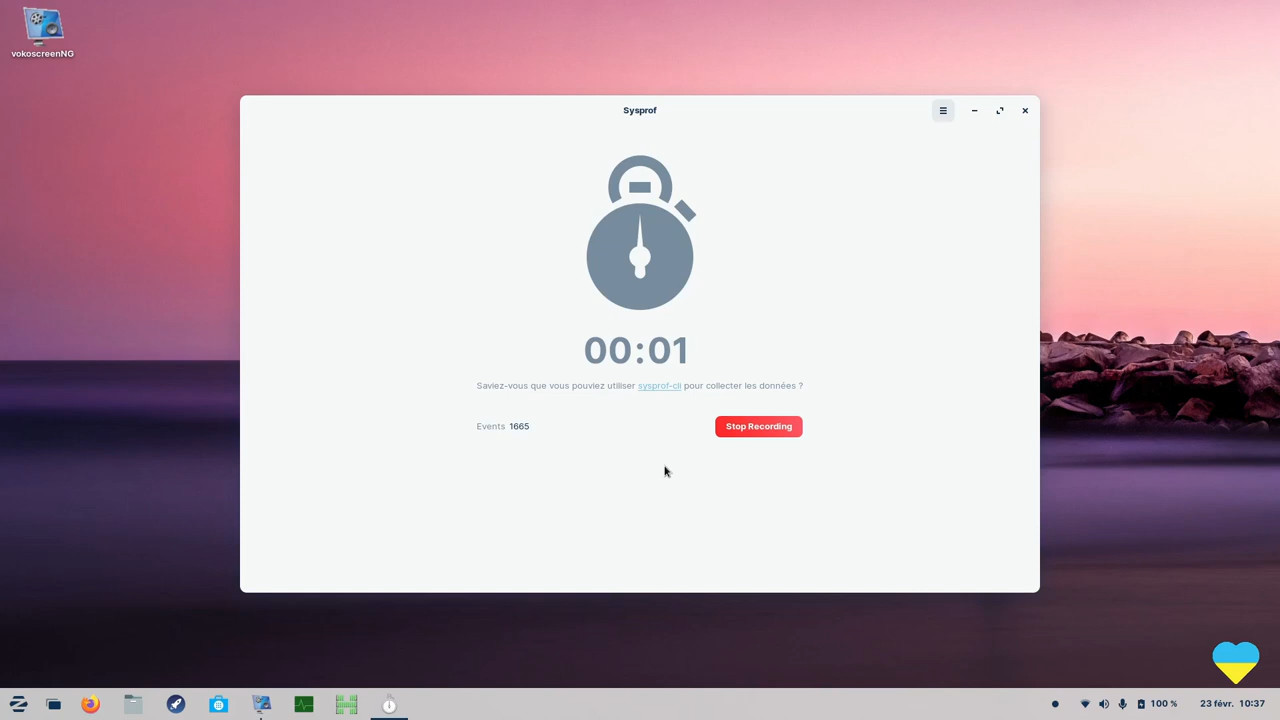 vokoscreenNG
Sysprof
00:01
Saviez-vous que vous pouviez utiliser sysprof-cli pour collecter les données ?
Events 1665
Stop Recording
100 %
23 févr. 10:37